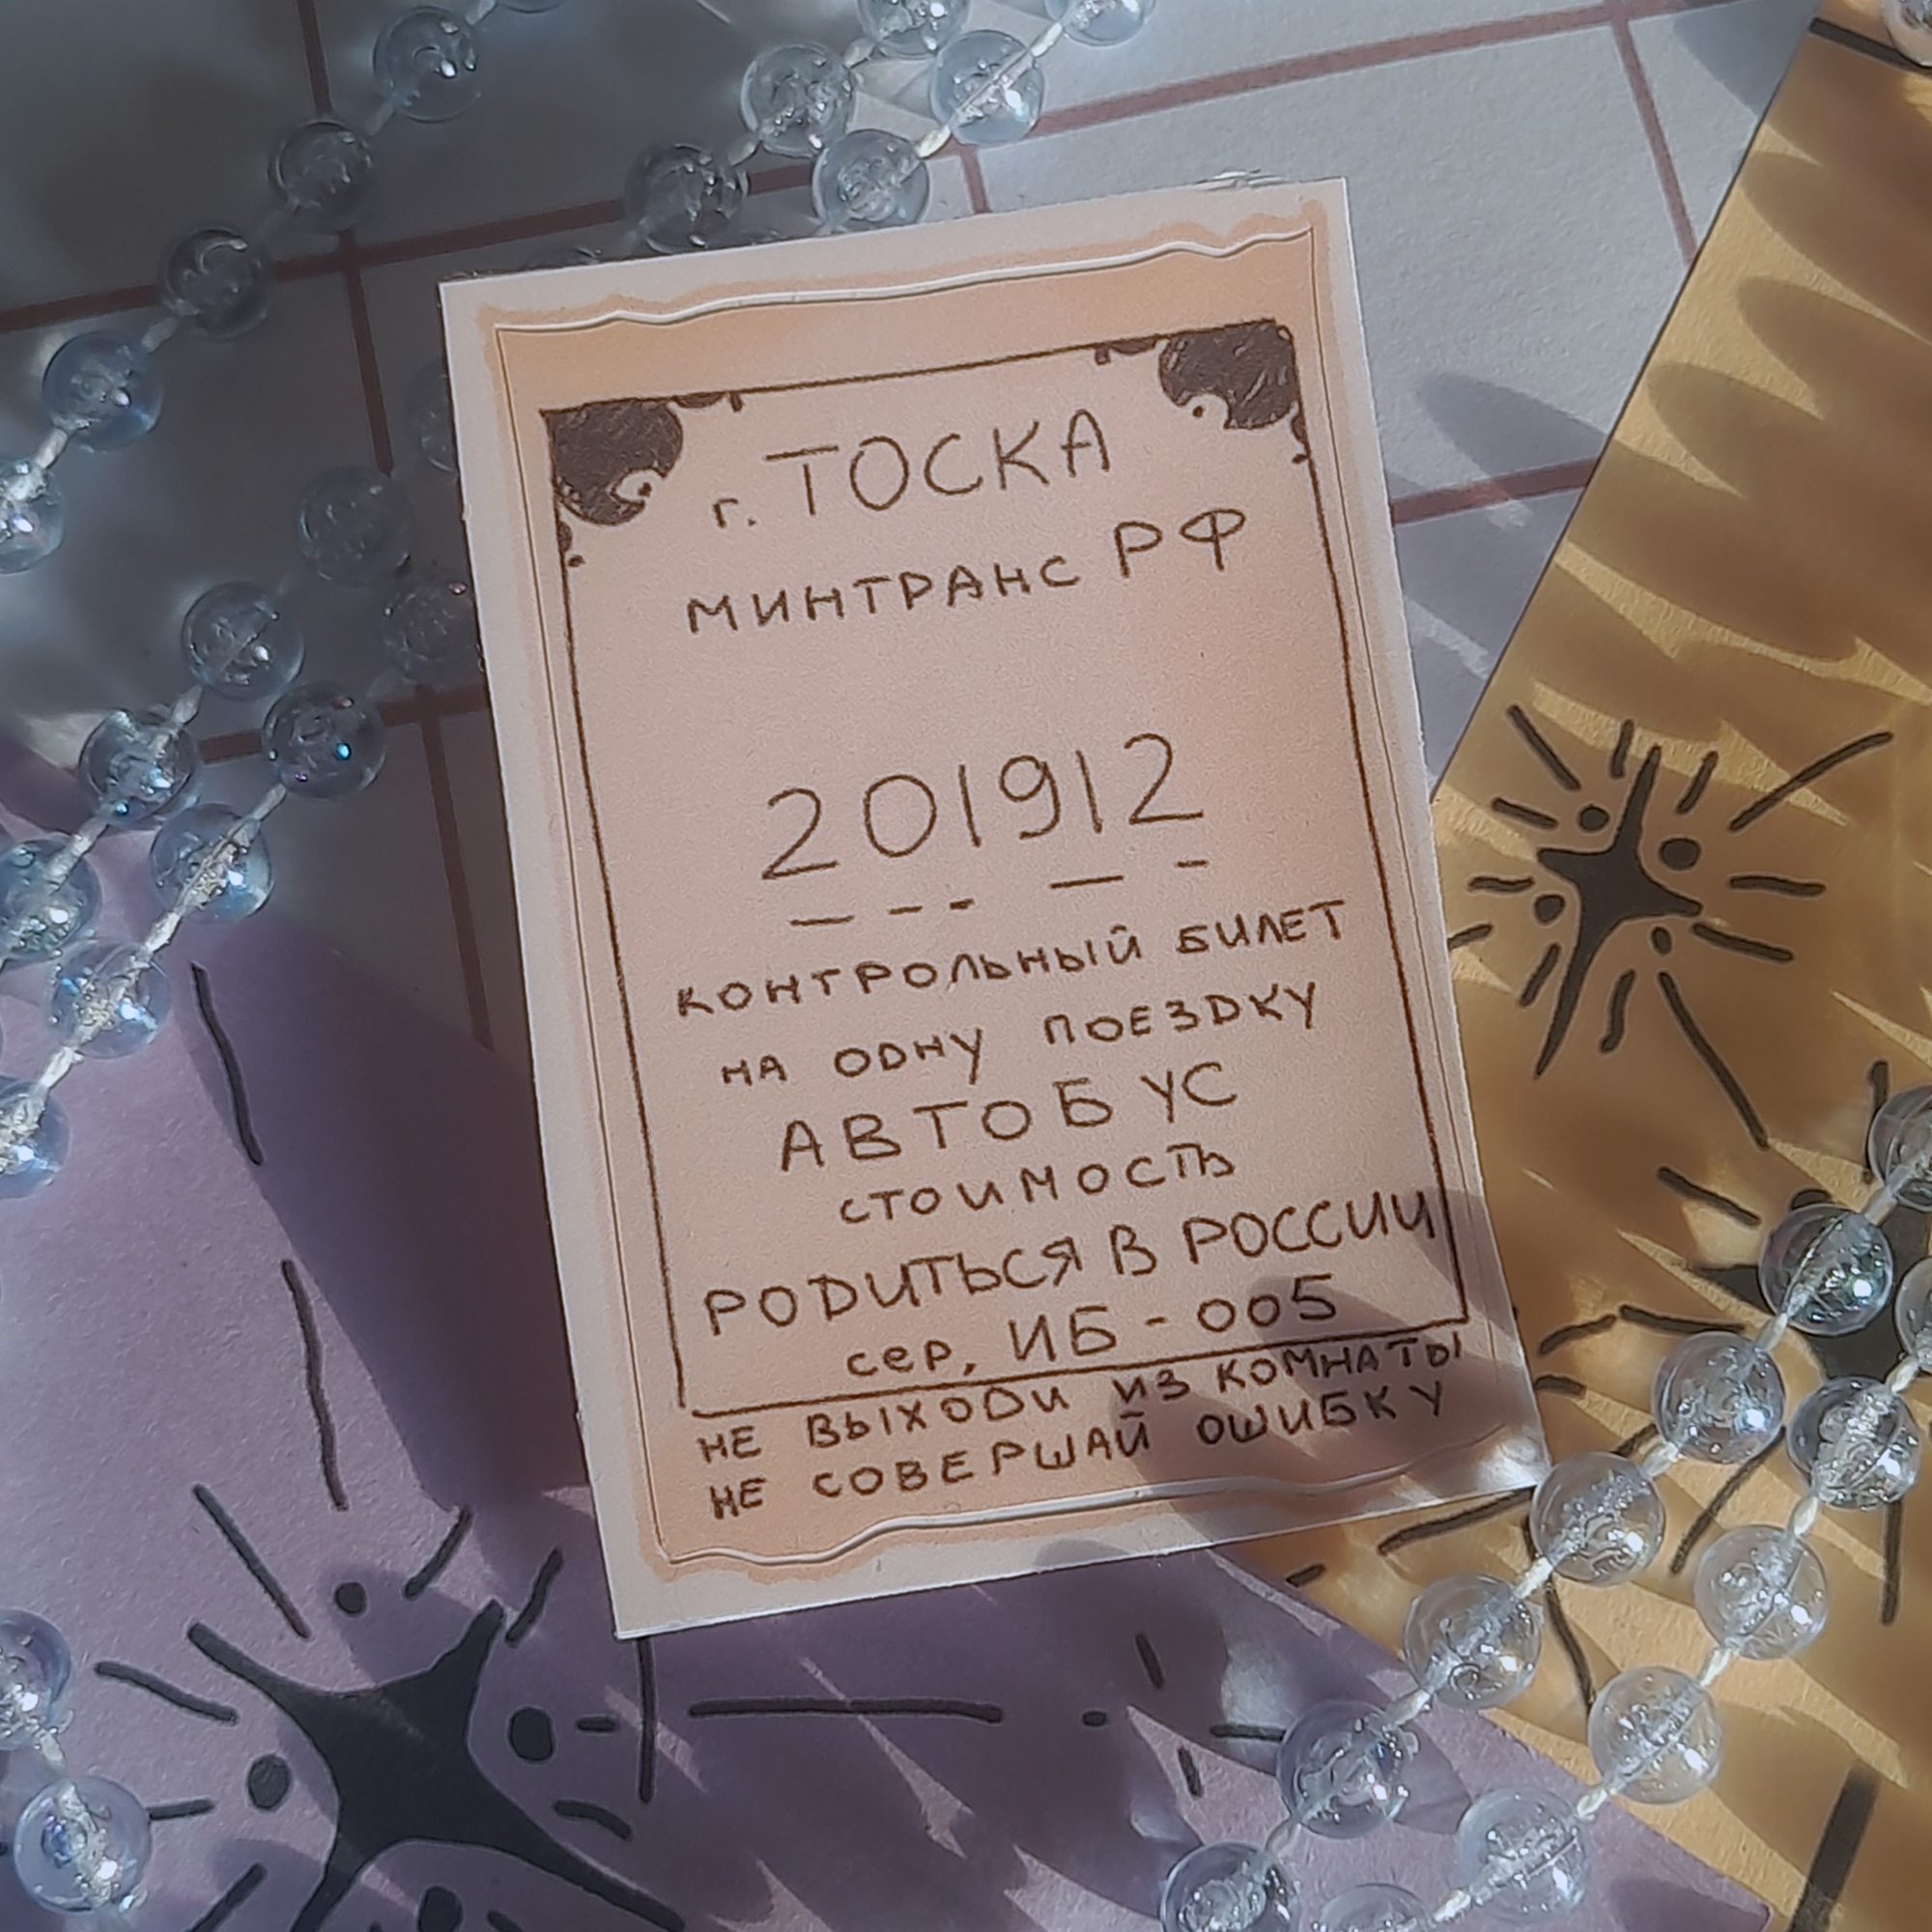 г. ТОСКА
МИНТРАНС РФ
201912
КОНТРОЛЬНЫЙ БИЛЕТ
НА ОДНУ ПОЕЗДКУ
АВТОБУС
СТОИМОСТЬ
РОДИТЬСЯ В РОССИИ
сер. ИБ - 005
НЕ ВЫХОДИ ИЗ КОМНАТЫ
НЕ СОВЕРШАЙ ОШИБКУ